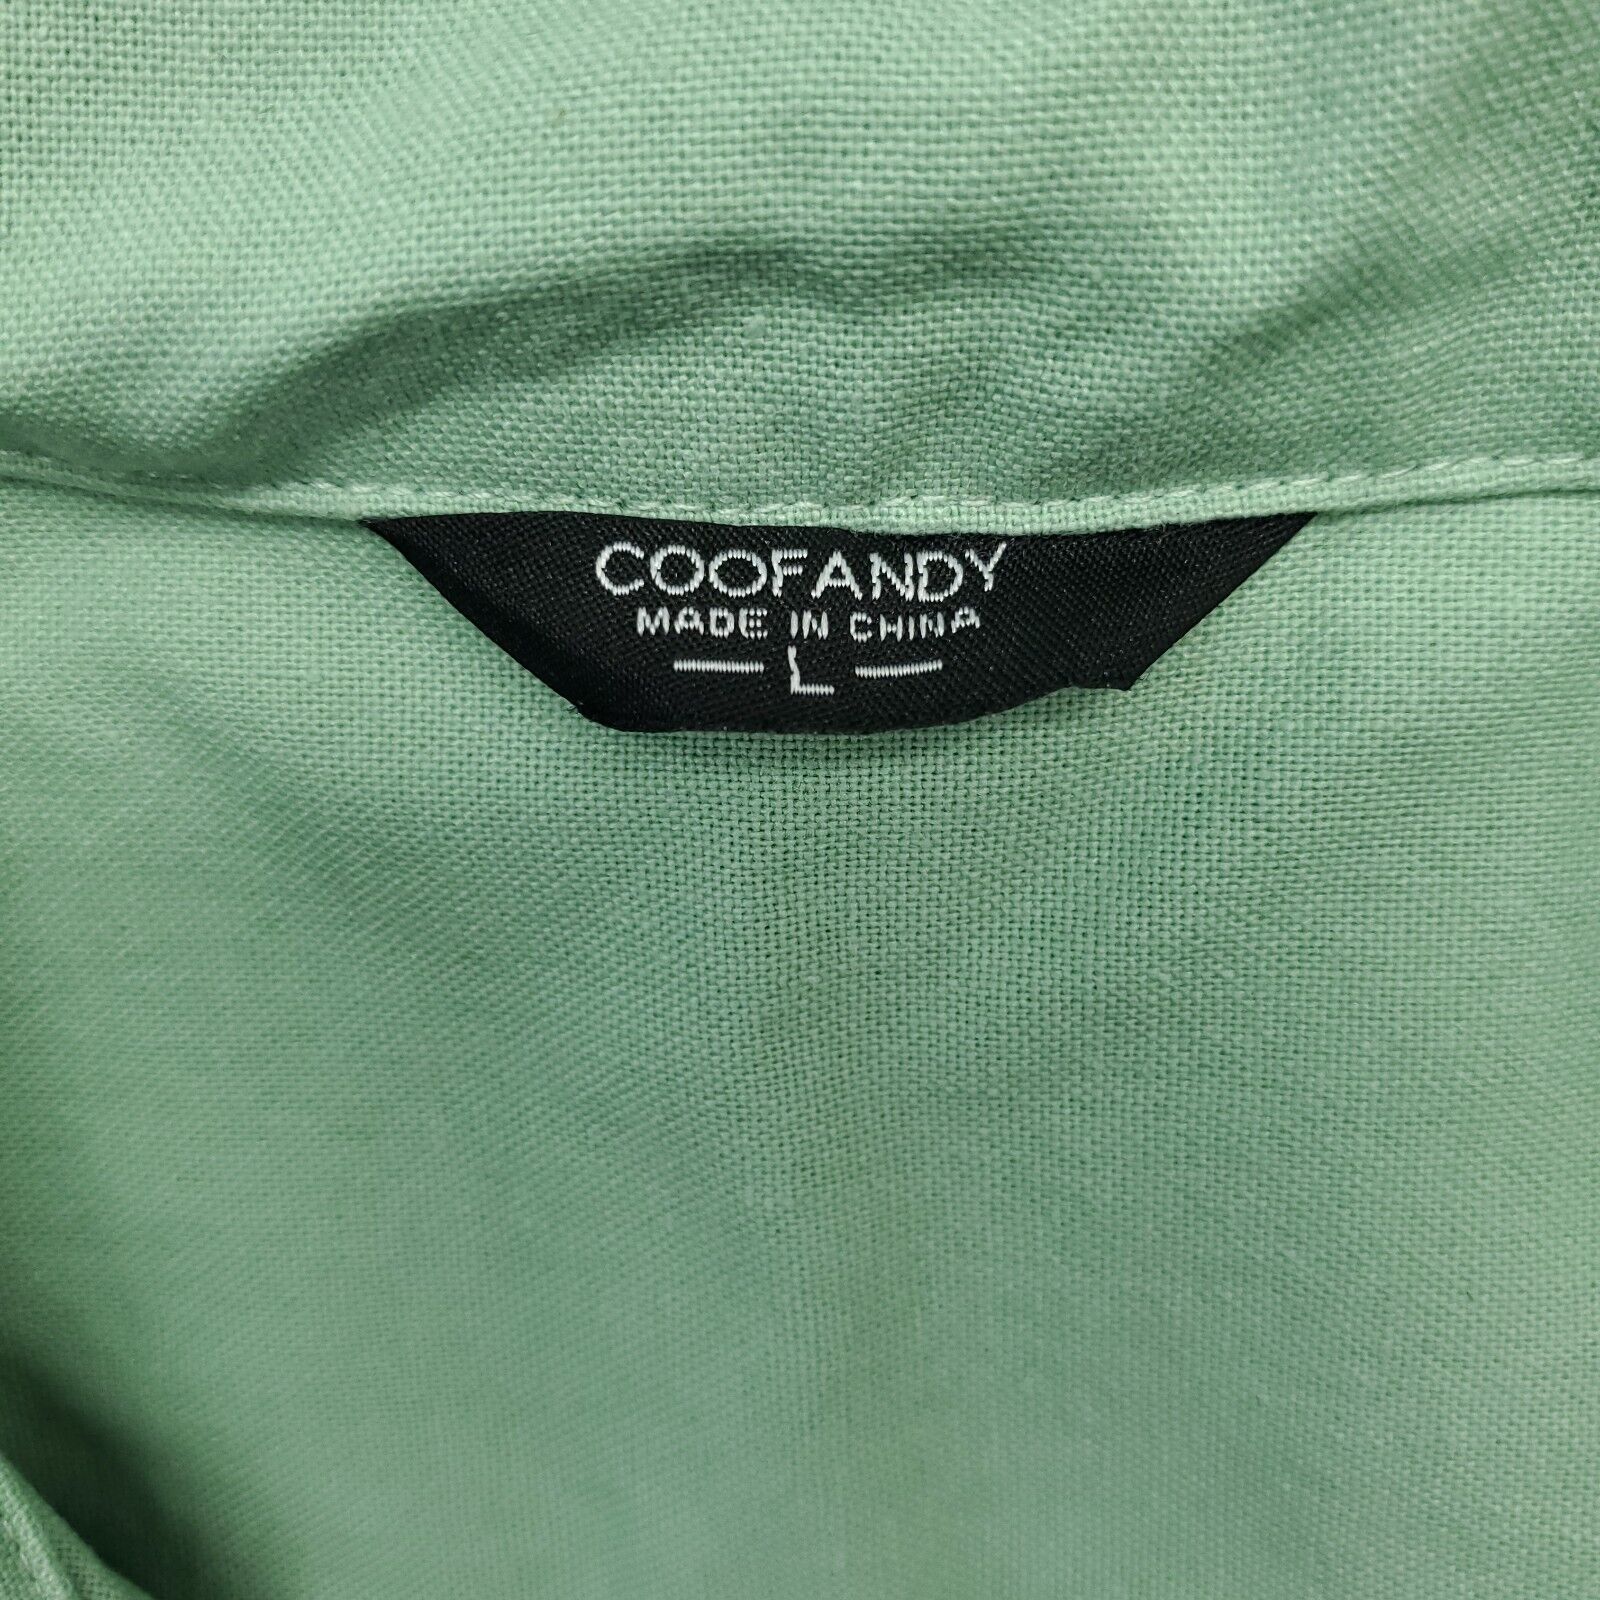 COOFANDY
MADE IN CHINA
— L —